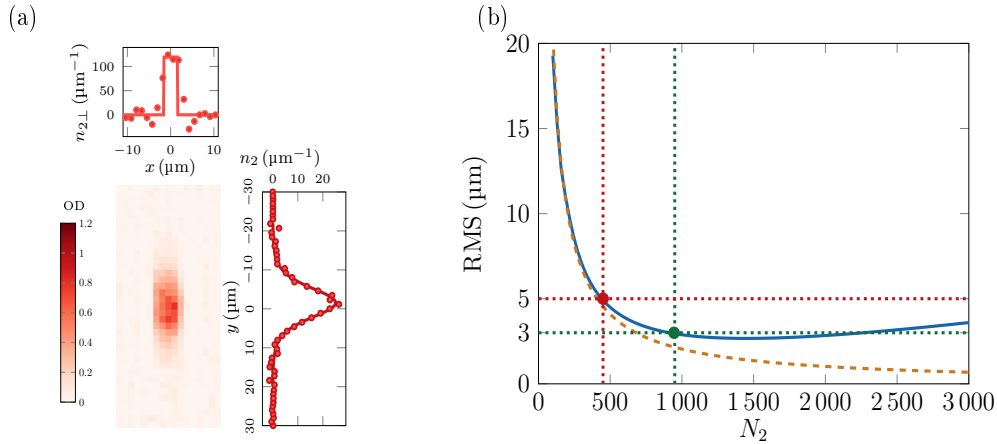 (a)
n2⊥ (µm−1)
100
50
0
−10 0 10
x (µm)
n2 (µm−1)
0 10 20
OD
1.2
1
0.8
0.6
0.4
0.2
0
y (µm)
−30
−20
−10
0
10
20
30
(b)
RMS (µm)
20
15
10
5
3
0
0 500 1 000 1 500 2 000 2 500 3 000
N2